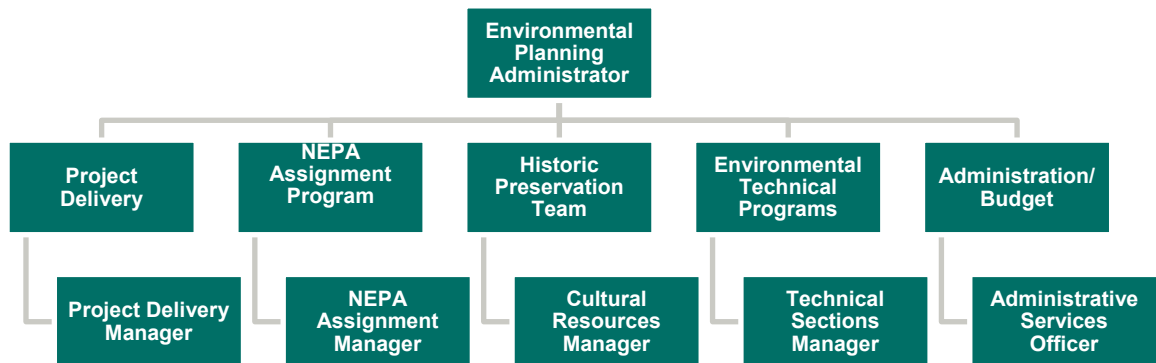 Environmental
Planning
Administrator
Project
Delivery
NEPA
Assignment
Program
Historic
Preservation
Team
Environmental
Technical
Programs
Administration/
Budget
Project Delivery
Manager
NEPA
Assignment
Manager
Cultural
Resources
Manager
Technical
Sections
Manager
Administrative
Services
Officer